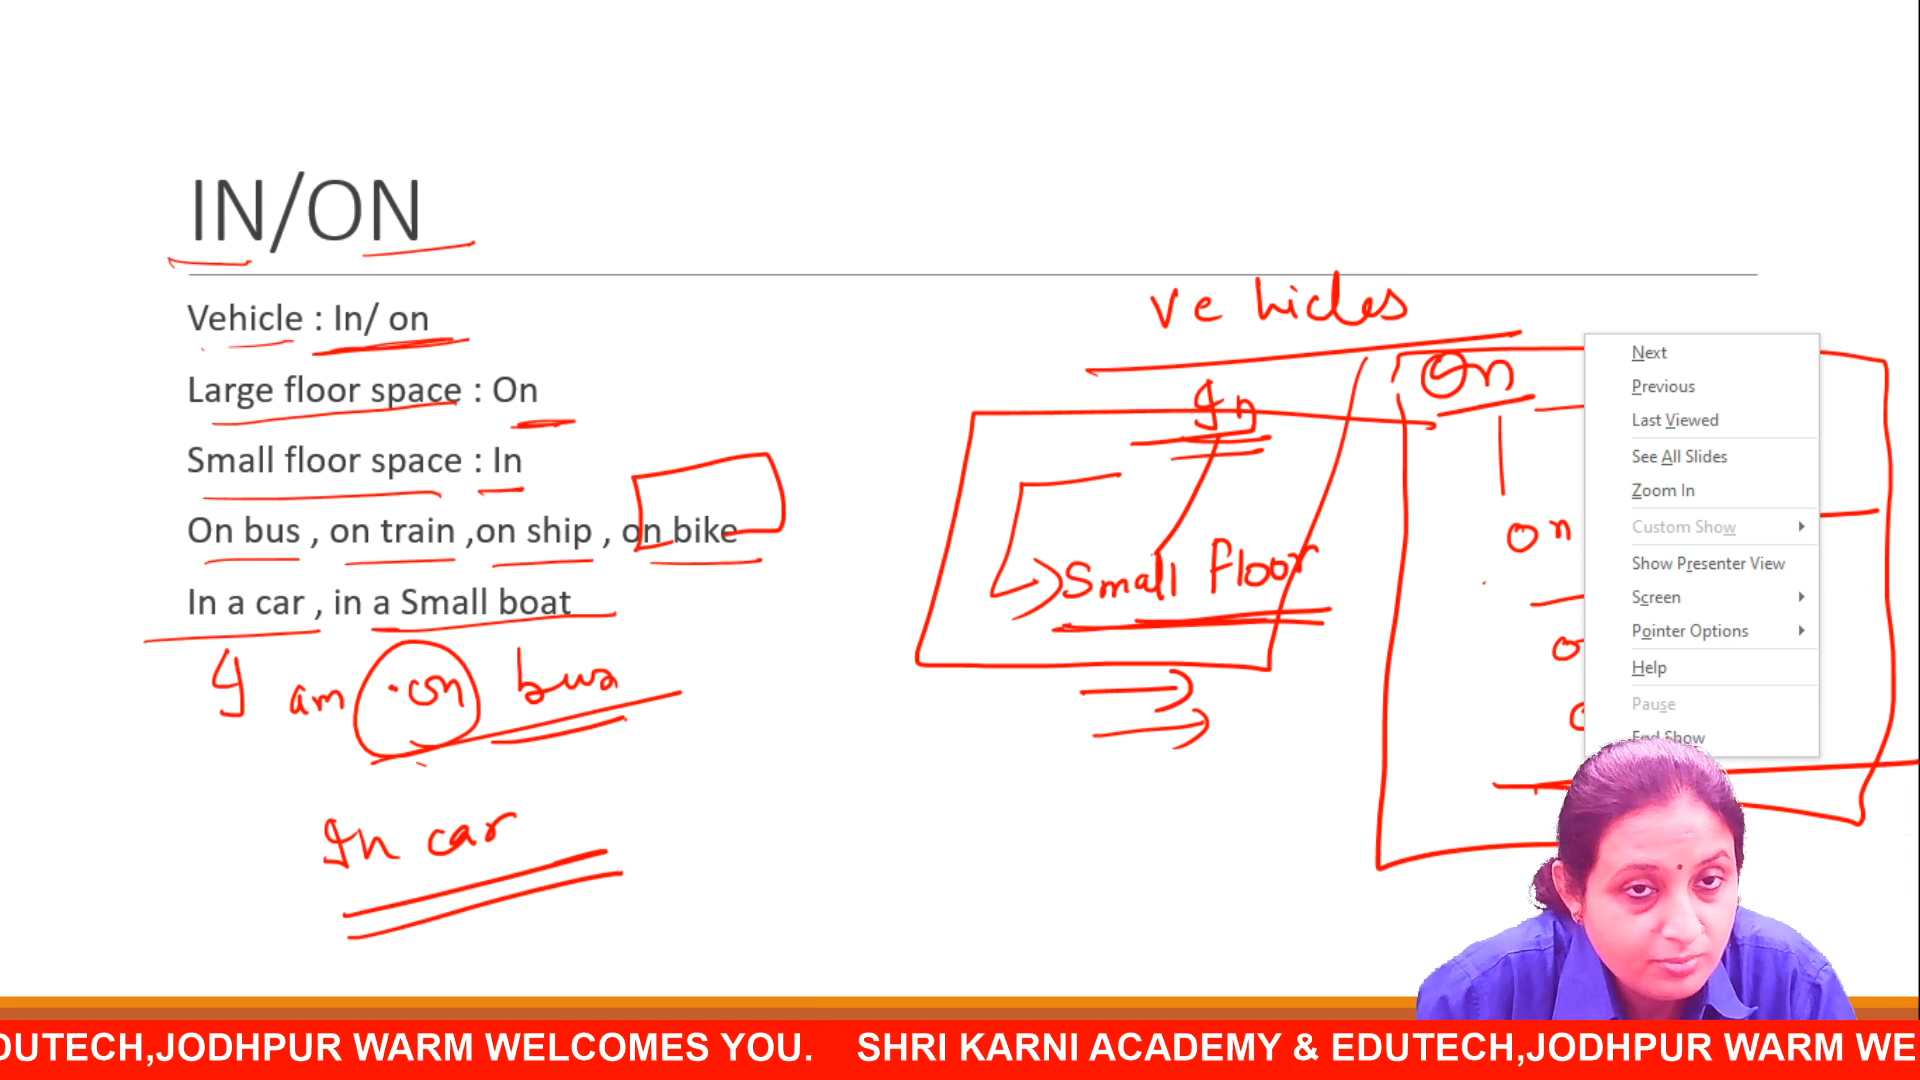 IN/ON
Vehicle : In/ on
Large floor space : On
Small floor space : In
On bus , on train ,on ship , on bike
In a car , in a Small boat
I am on bus
In car
Vehicles
In
Small Floor
On
on
Next
Previous
Last Viewed
See All Slides
Zoom In
Custom Show
Show Presenter View
Screen
Pointer Options
Help
Pause
End Show
DUTECH,JODHPUR WARM WELCOMES YOU. SHRI KARNI ACADEMY & EDUTECH,JODHPUR WARM WE